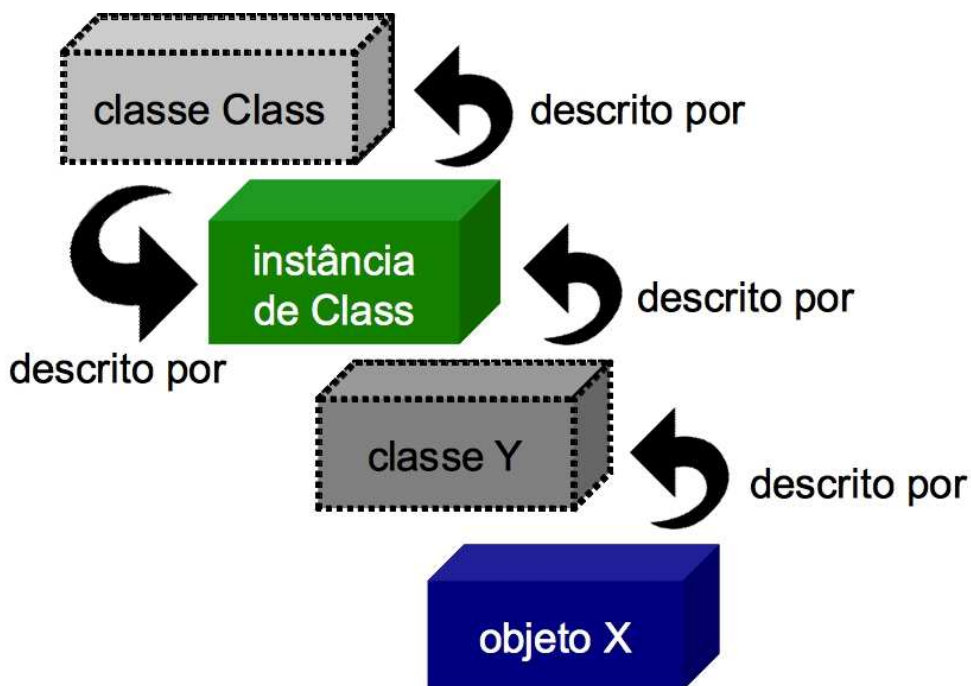 classe Class
descrito por
instância
de Class
descrito por
descrito por
classe Y
descrito por
objeto X